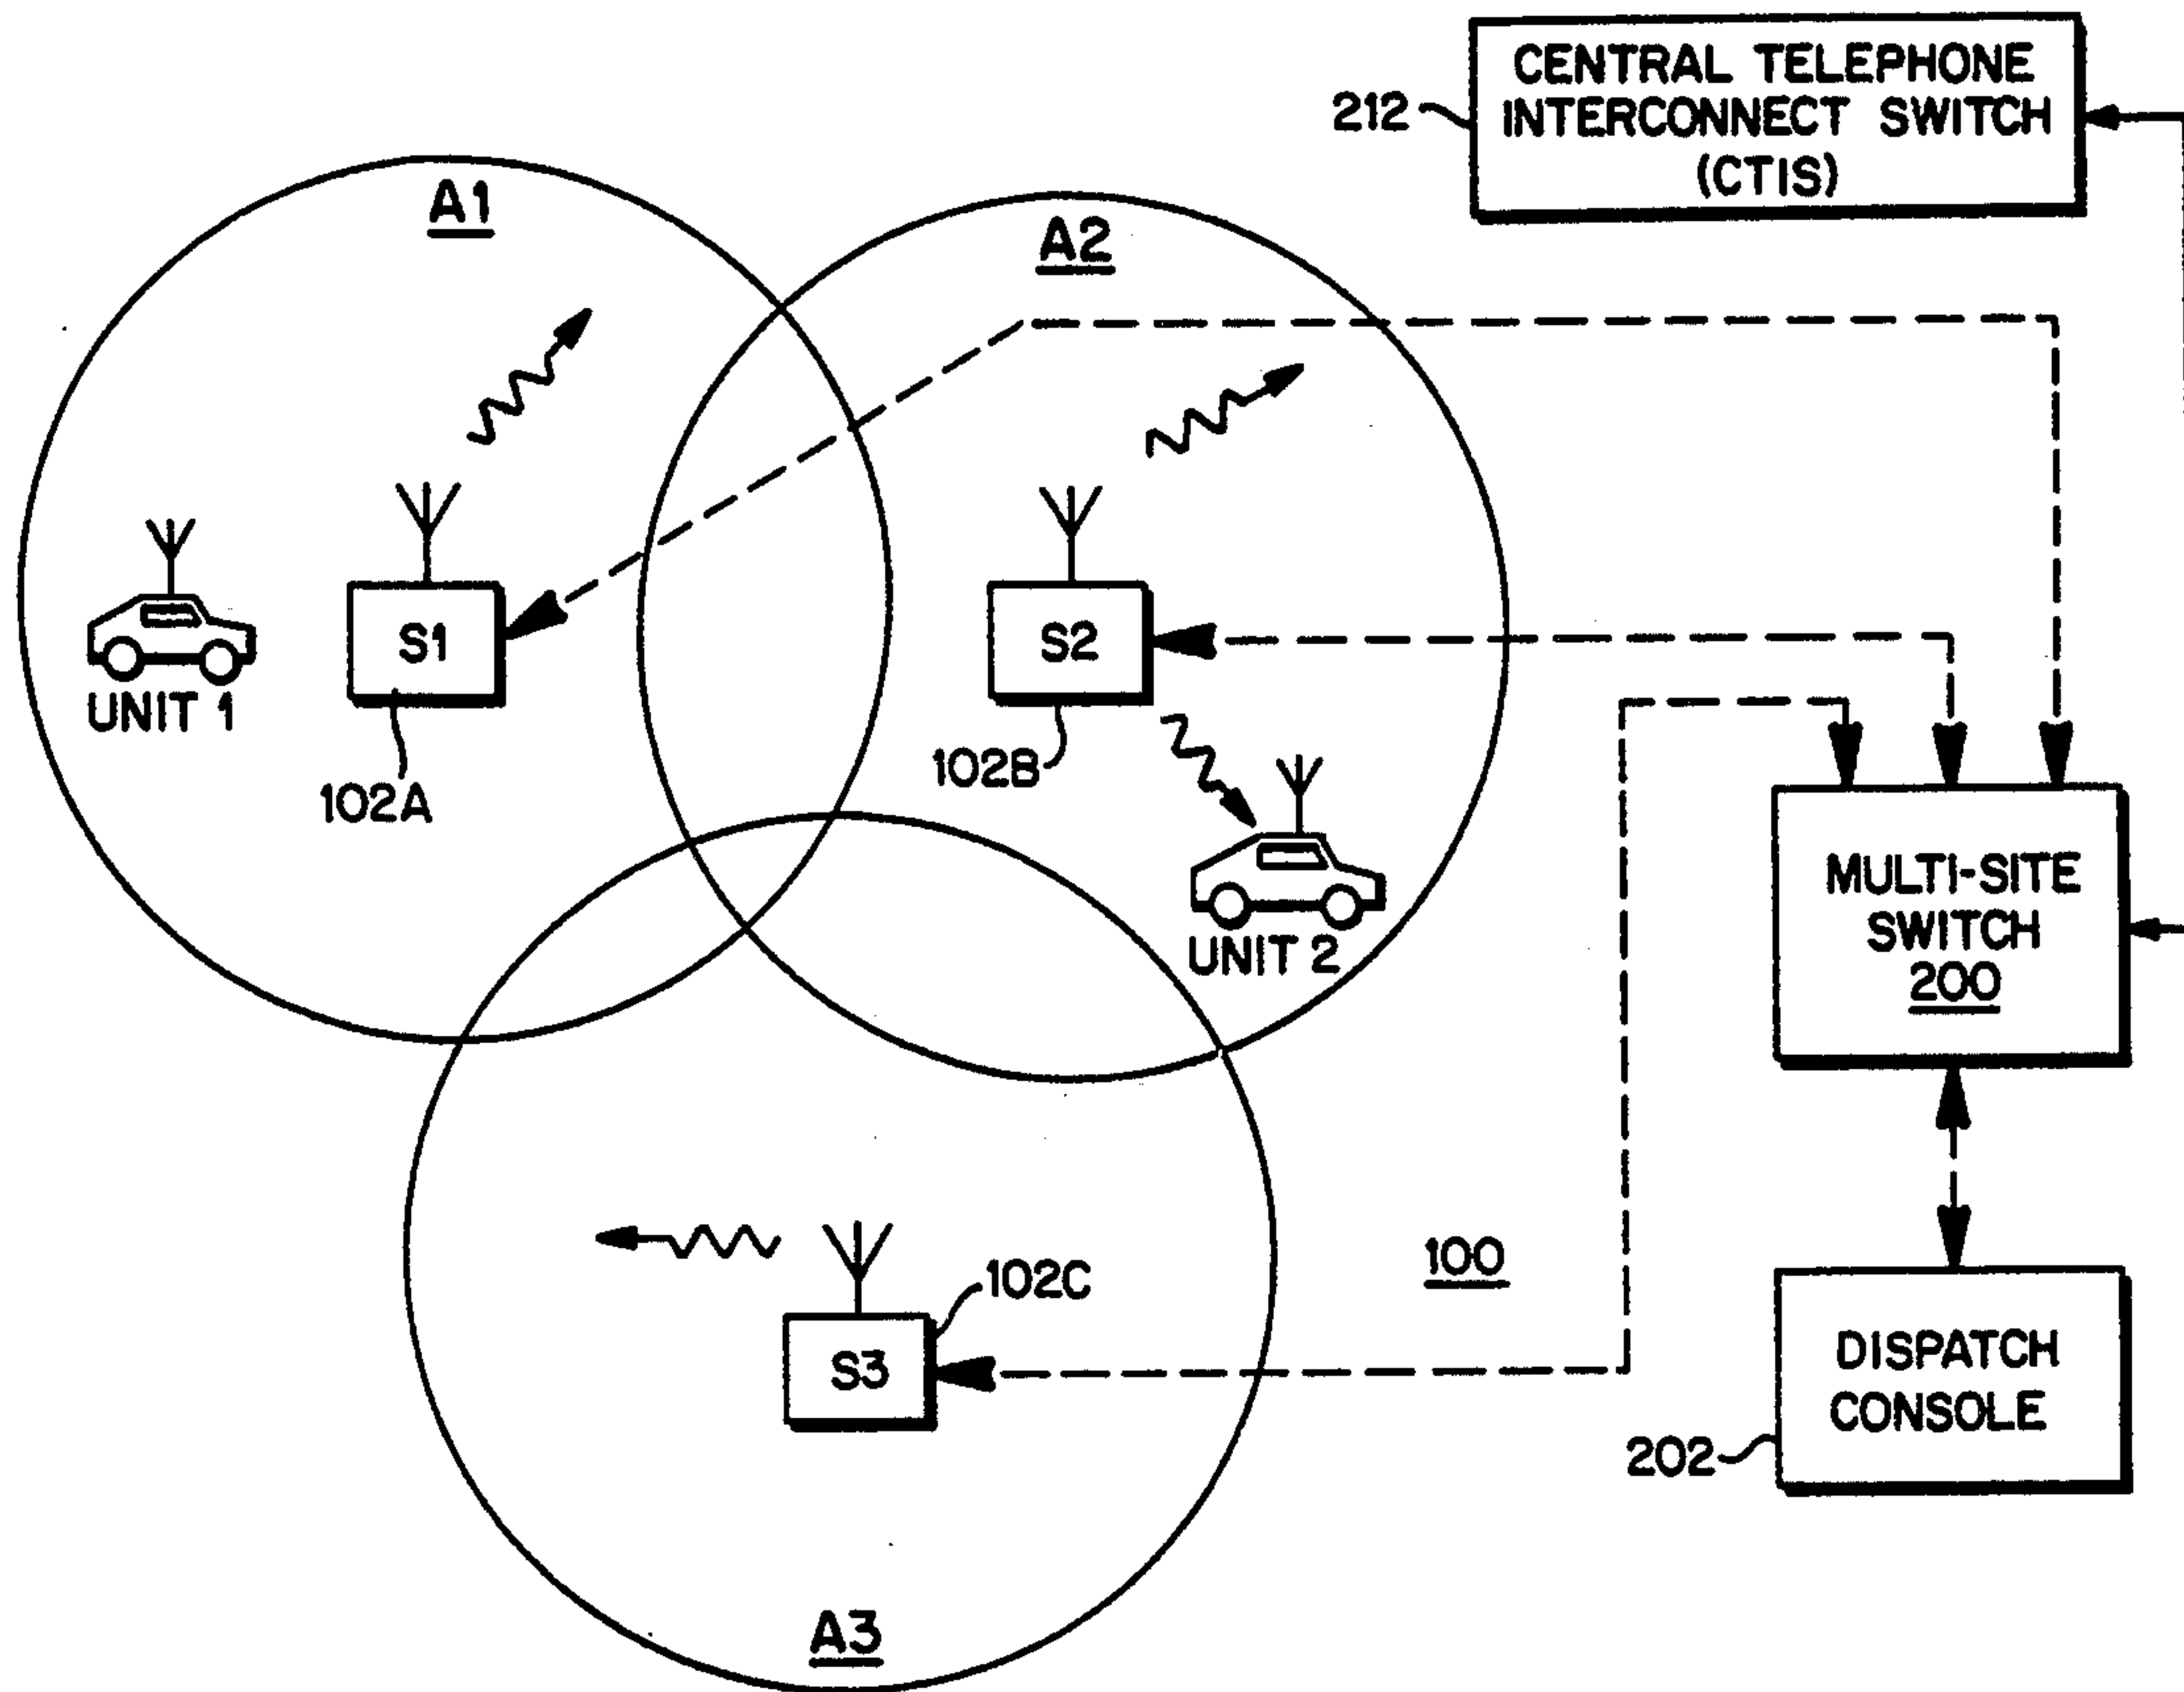 CENTRAL TELEPHONE
INTERCONNECT SWITCH
(CTIS)
212
A1
A2
S1
S2
UNIT 1
102A
102B
UNIT 2
MULTI-SITE
SWITCH
200
100
102C
S3
DISPATCH
CONSOLE
202
A3